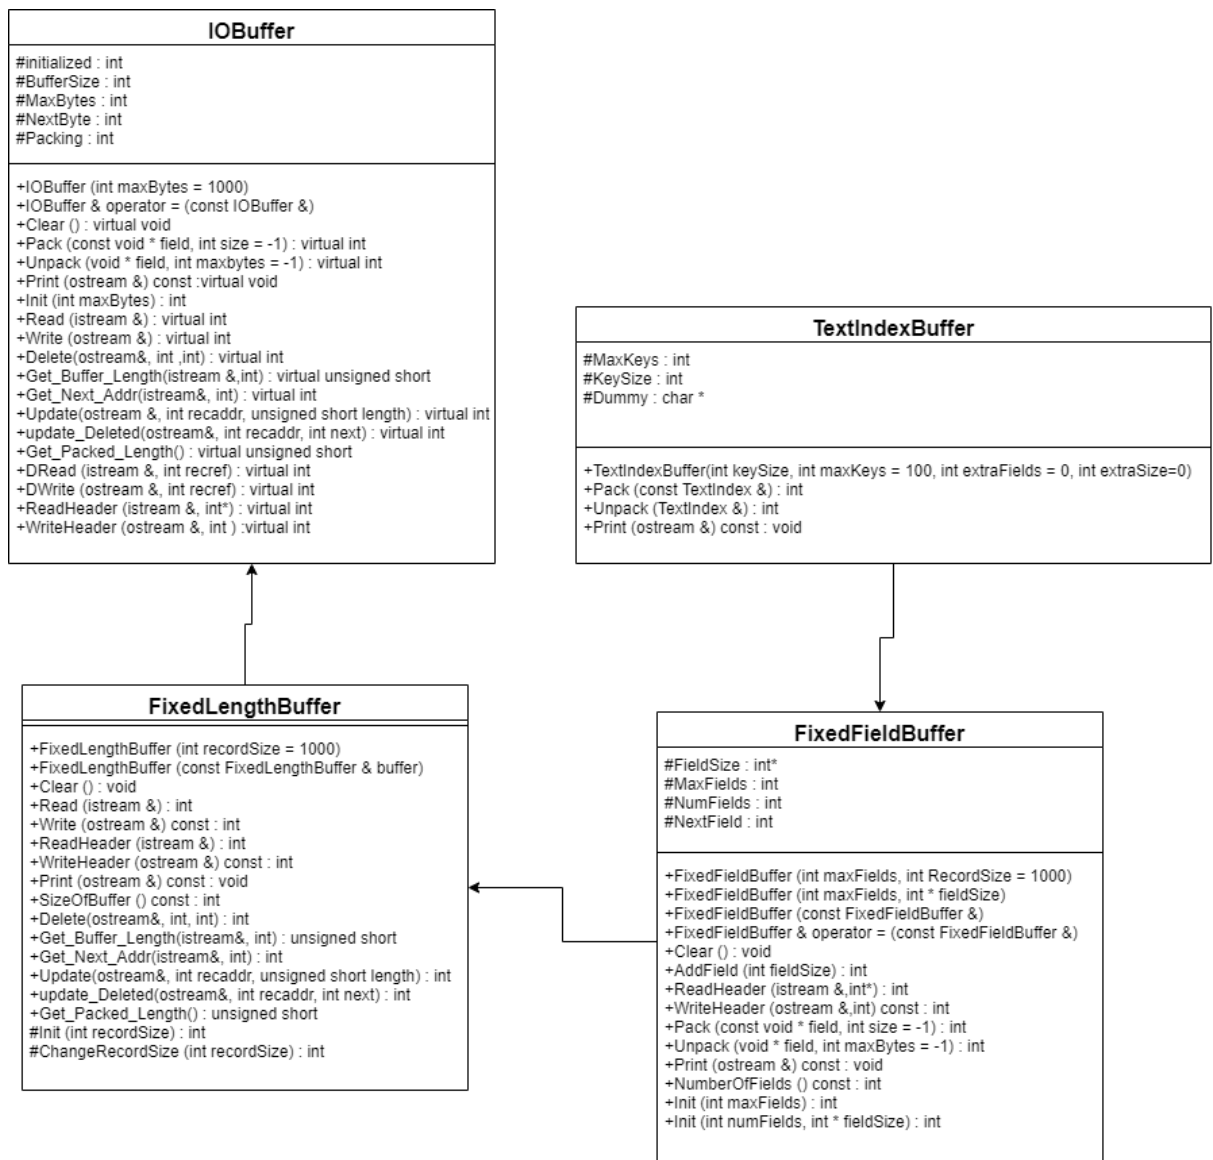 IOBuffer
#initialized : int
#BufferSize : int
#MaxBytes : int
#NextByte : int
#Packing : int
+IOBuffer (int maxBytes = 1000)
+IOBuffer & operator = (const IOBuffer &)
+Clear () : virtual void
+Pack (const void * field, int size = -1) : virtual int
+Unpack (void * field, int maxbytes = -1) : virtual int
+Print (ostream &) const :virtual void
+Init (int maxBytes) : int
+Read (istream &) : virtual int
+Write (ostream &) : virtual int
+Delete(ostream&, int ,int) : virtual int
+Get_Buffer_Length(istream &,int) : virtual unsigned short
+Get_Next_Addr(istream&, int) : virtual int
+Update(ostream &, int recaddr, unsigned short length) : virtual int
+update_Deleted(ostream&, int recaddr, int next) : virtual int
+Get_Packed_Length() : virtual unsigned short
+DRead (istream &, int recref) : virtual int
+DWrite (ostream &, int recref) : virtual int
+ReadHeader (istream &, int*) : virtual int
+WriteHeader (ostream &, int ) :virtual int
TextIndexBuffer
#MaxKeys : int
#KeySize : int
#Dummy : char *
+TextIndexBuffer(int keySize, int maxKeys = 100, int extraFields = 0, int extraSize=0)
+Pack (const TextIndex &) : int
+Unpack (TextIndex &) : int
+Print (ostream &) const : void
FixedLengthBuffer
+FixedLengthBuffer (int recordSize = 1000)
+FixedLengthBuffer (const FixedLengthBuffer & buffer)
+Clear () : void
+Read (istream &) : int
+Write (ostream &) const : int
+ReadHeader (istream &) : int
+WriteHeader (ostream &) const : int
+Print (ostream &) const : void
+SizeOfBuffer () const : int
+Delete(ostream&, int, int) : int
+Get_Buffer_Length(istream&, int) : unsigned short
+Get_Next_Addr(istream&, int) : int
+Update(ostream&, int recaddr, unsigned short length) : int
+update_Deleted(ostream&, int recaddr, int next) : int
+Get_Packed_Length() : unsigned short
#Init (int recordSize) : int
#ChangeRecordSize (int recordSize) : int
FixedFieldBuffer
#FieldSize : int*
#MaxFields : int
#NumFields : int
#NextField : int
+FixedFieldBuffer (int maxFields, int RecordSize = 1000)
+FixedFieldBuffer (int maxFields, int * fieldSize)
+FixedFieldBuffer (const FixedFieldBuffer &)
+FixedFieldBuffer & operator = (const FixedFieldBuffer &)
+Clear () : void
+AddField (int fieldSize) : int
+ReadHeader (istream &,int*) : int
+WriteHeader (ostream &,int) const : int
+Pack (const void * field, int size = -1) : int
+Unpack (void * field, int maxBytes = -1) : int
+Print (ostream &) const : void
+NumberOfFields () const : int
+Init (int maxFields) : int
+Init (int numFields, int * fieldSize) : int